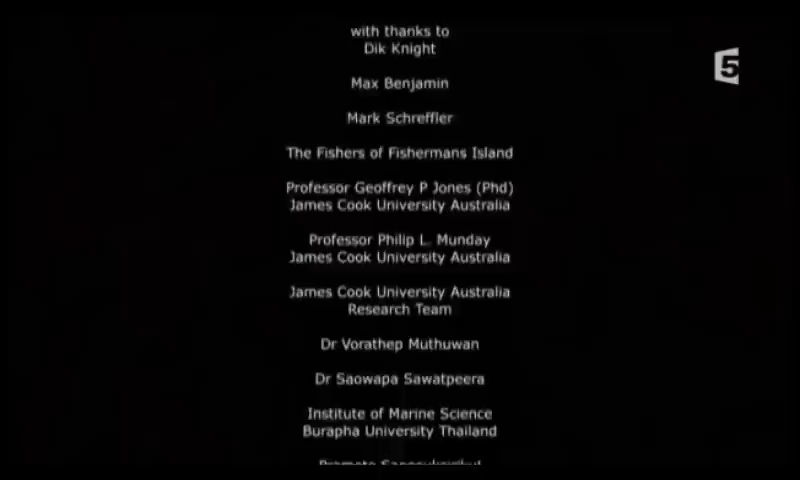 with thanks to
Dik Knight
5
Max Benjamin
Mark Schreffler
The Fishers of Fishermans Island
Professor Geoffrey P Jones (Phd)
James Cook University Australia
Professor Philip L. Munday
James Cook University Australia
James Cook University Australia
Research Team
Dr Vorathep Muthuwan
Dr Saowapa Sawatpeera
Institute of Marine Science
Burapha University Thailand